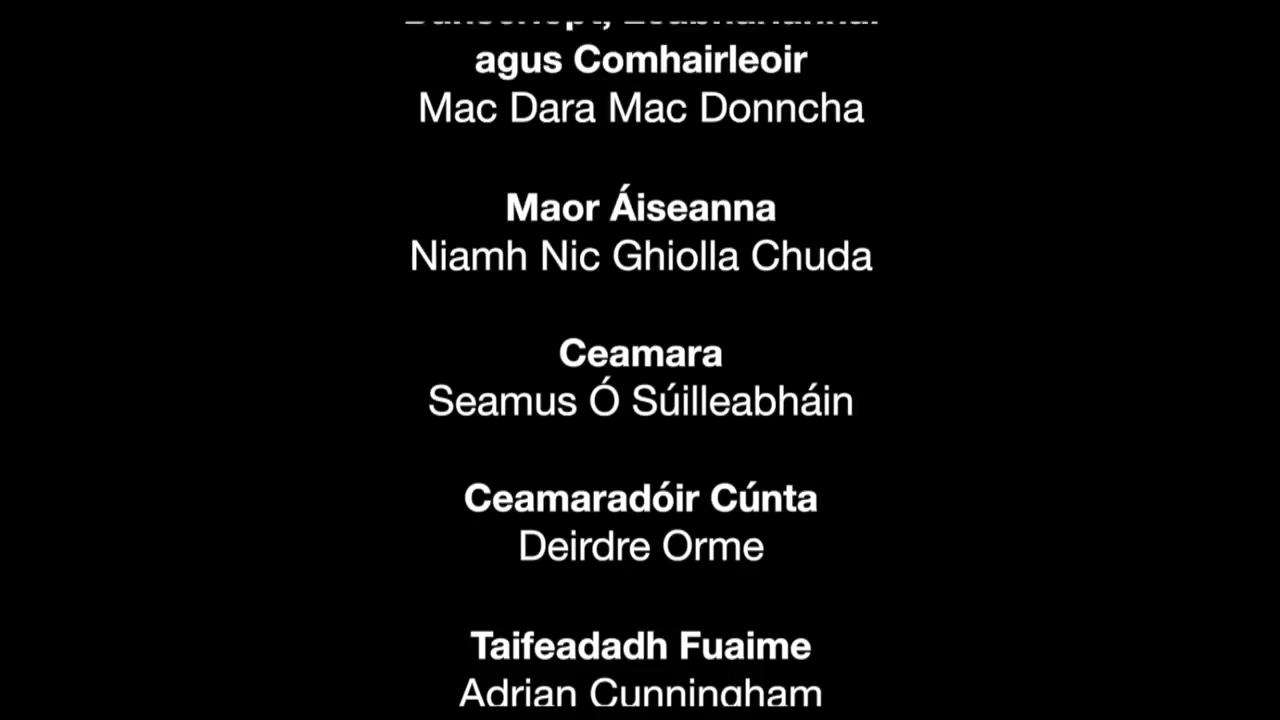 agus Comhairleoir
Mac Dara Mac Donncha
Maor Áiseanna
Niamh Nic Ghiolla Chuda
Ceamara
Seamus Ó Súilleabháin
Ceamaradóir Cúnta
Deirdre Orme
Taifeadadh Fuaime
Adrian Cunningham